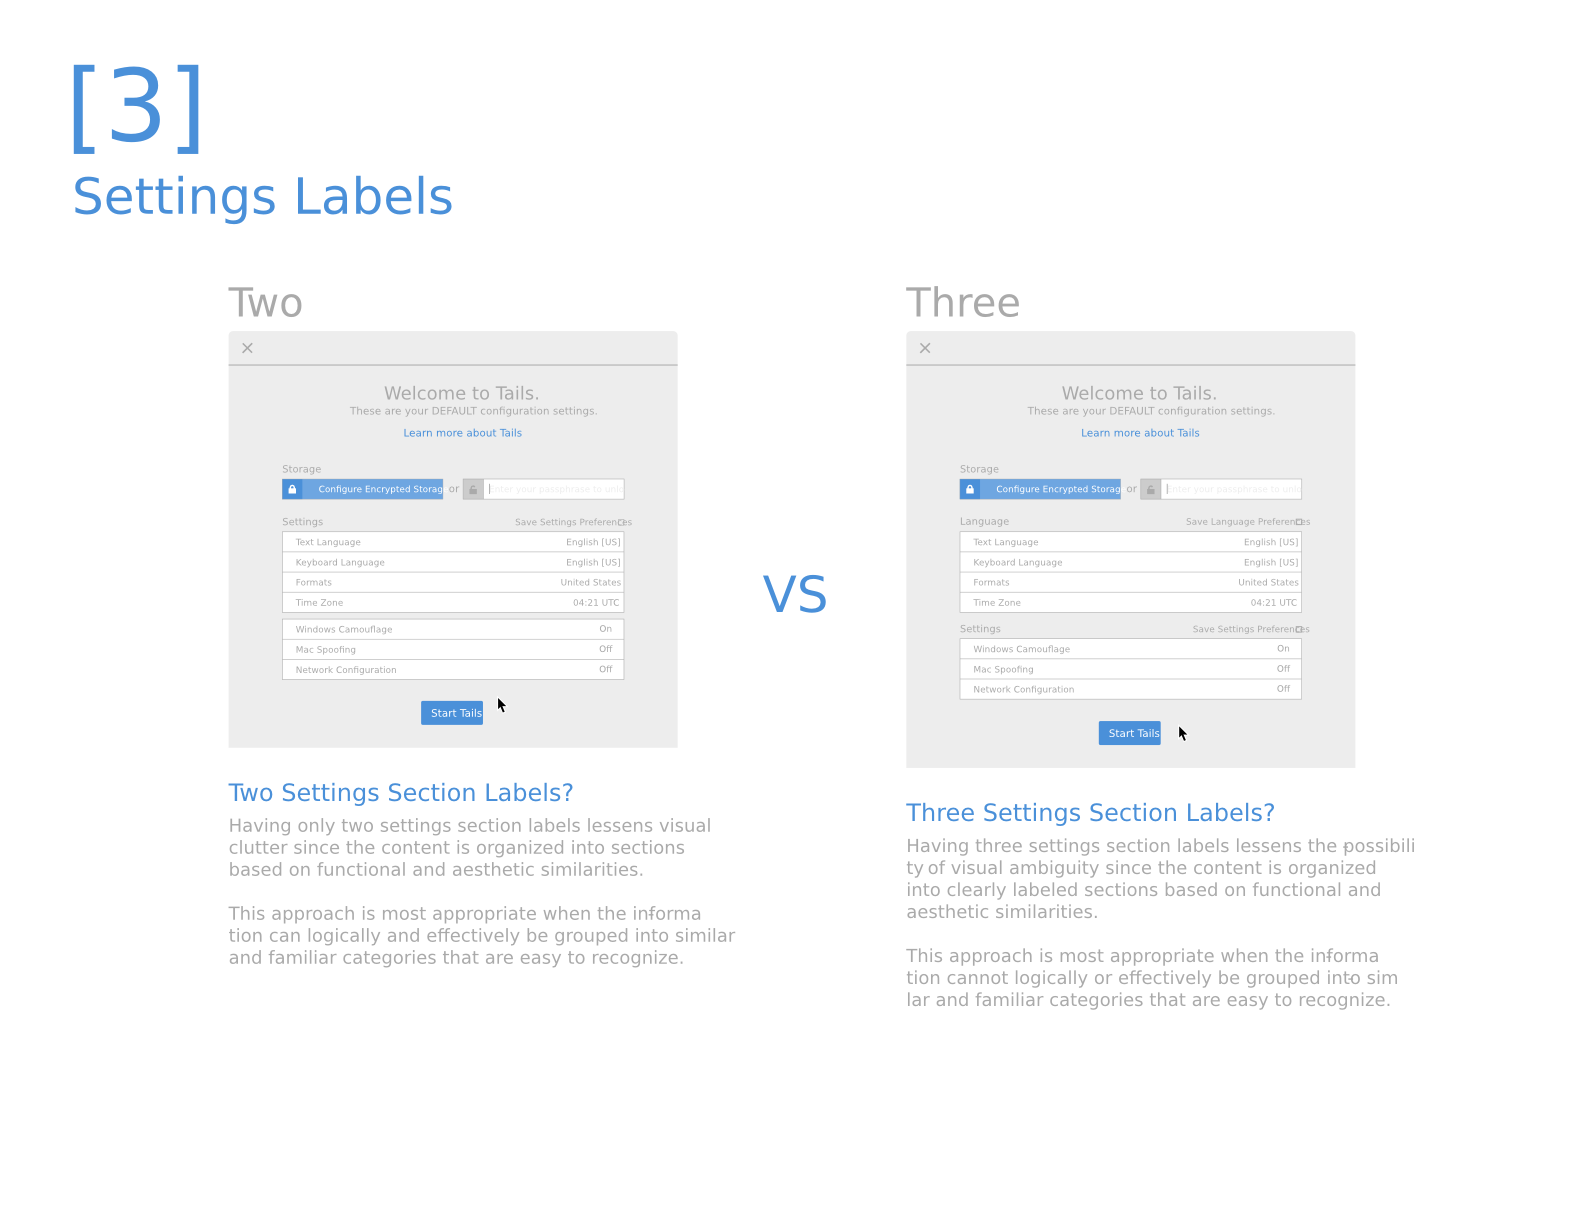 [3]
Settings Labels
Two
Welcome to Tails.
These are your DEFAULT configuration settings.
Learn more about Tails
Storage
Configure Encrypted Storag or Enter your passphrase to unlo
Settings Save Settings Preferences
Text Language English [US]
Keyboard Language English [US]
Formats United States
Time Zone 04:21 UTC
Windows Camouflage On
Mac Spoofing Off
Network Configuration Off
Start Tails
Two Settings Section Labels?
Having only two settings section labels lessens visual
clutter since the content is organized into sections
based on functional and aesthetic similarities.
This approach is most appropriate when the informa
tion can logically and effectively be grouped into similar
and familiar categories that are easy to recognize.
VS
Three
Welcome to Tails.
These are your DEFAULT configuration settings.
Learn more about Tails
Storage
Configure Encrypted Storag or Enter your passphrase to unlo
Language Save Language Preferences
Text Language English [US]
Keyboard Language English [US]
Formats United States
Time Zone 04:21 UTC
Settings Save Settings Preferences
Windows Camouflage On
Mac Spoofing Off
Network Configuration Off
Start Tails
Three Settings Section Labels?
Having three settings section labels lessens the possibili
ty of visual ambiguity since the content is organized
into clearly labeled sections based on functional and
aesthetic similarities.
This approach is most appropriate when the informa
tion cannot logically or effectively be grouped into sim
lar and familiar categories that are easy to recognize.